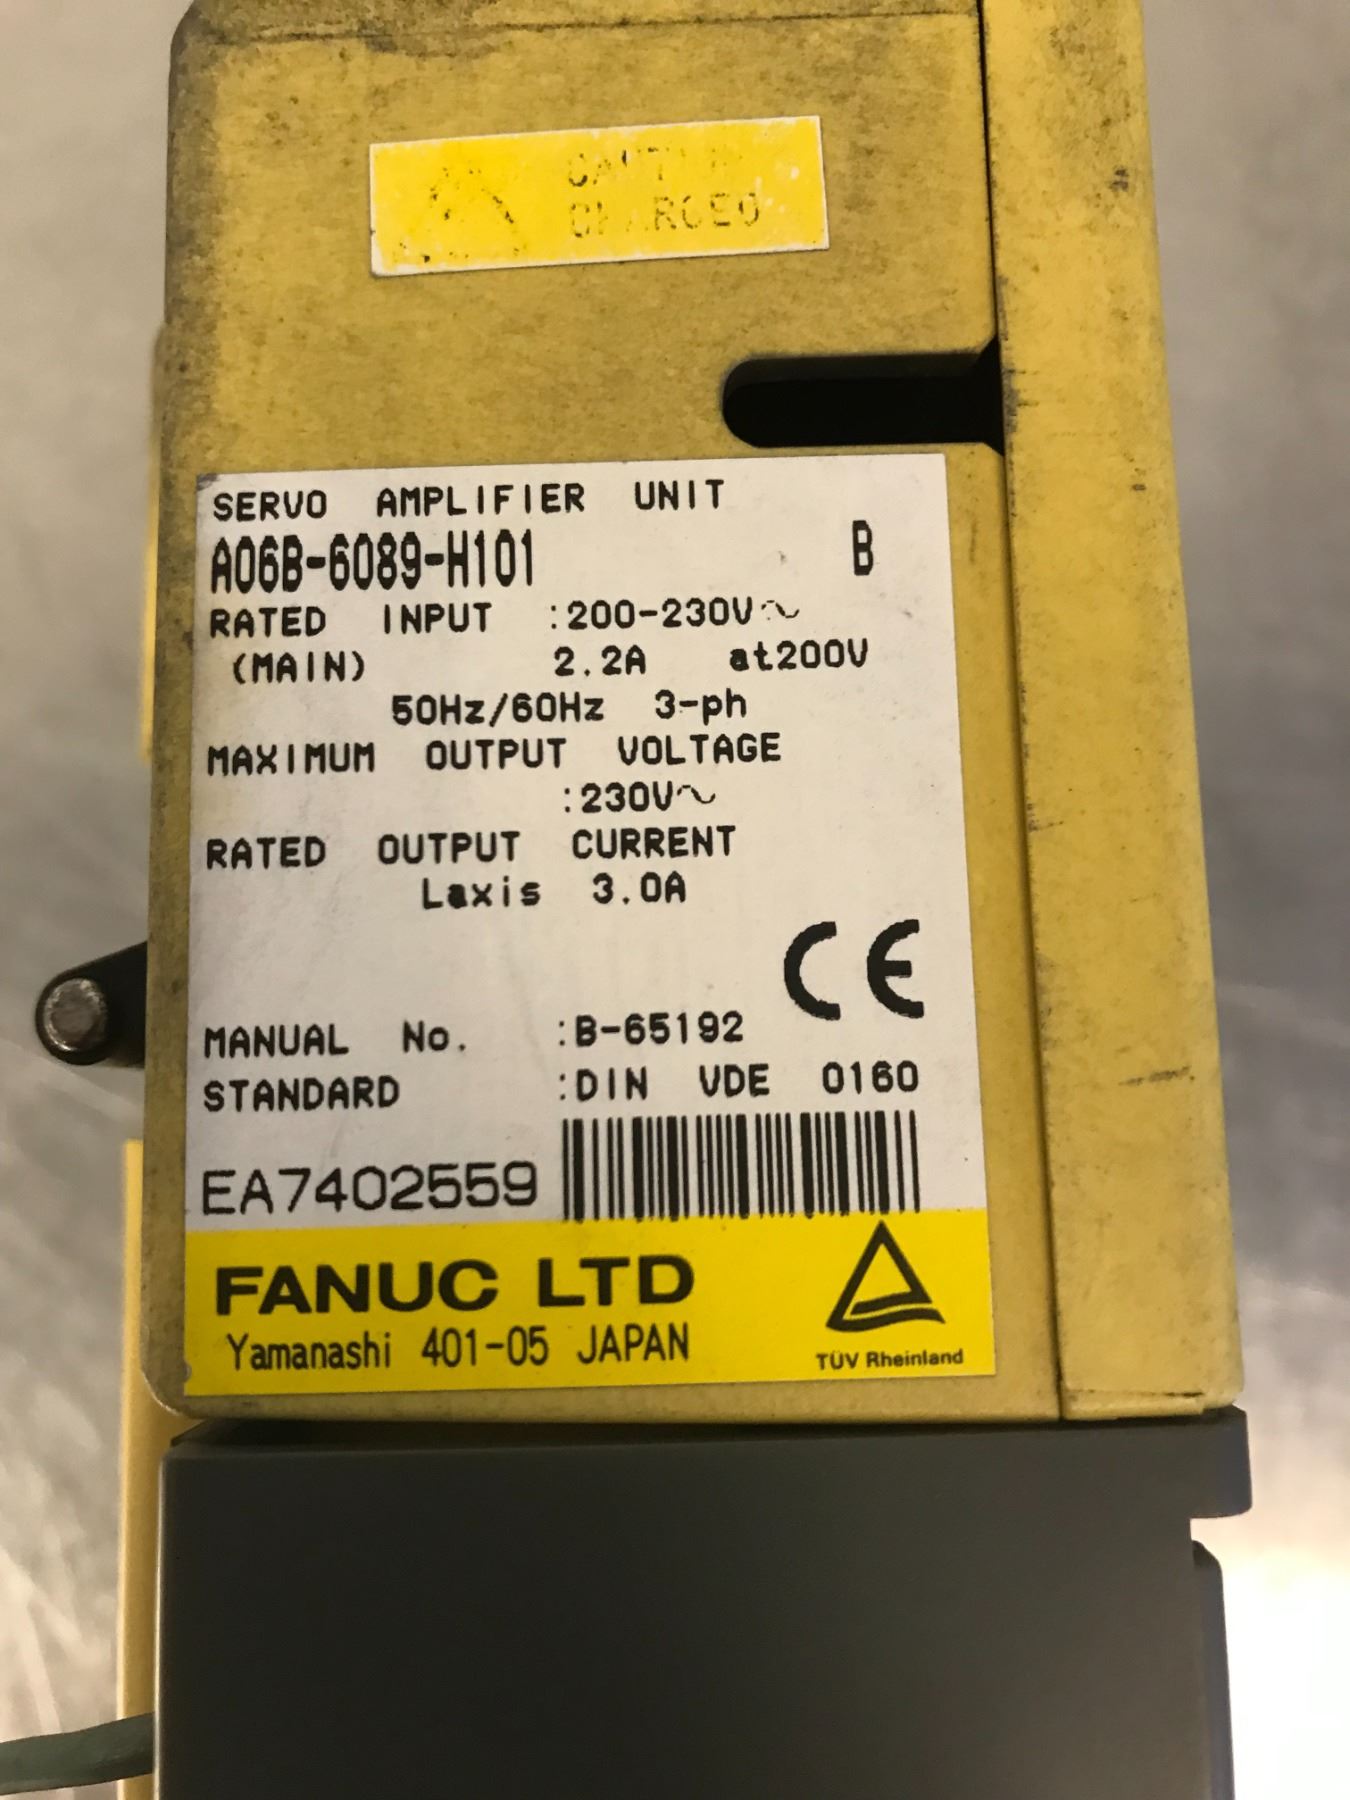 SERVO AMPLIFIER UNIT
A06B-6089-H101 B
RATED INPUT :200-230V~
(MAIN) 2.2A at200V
50Hz/60Hz 3-ph
MAXIMUM OUTPUT VOLTAGE
:230V~
RATED OUTPUT CURRENT
Laxis 3.0A
CE
MANUAL No. :B-65192
STANDARD :DIN VDE 0160
EA7402559
FANUC LTD
Yamanashi 401-05 JAPAN
TÜV Rheinland